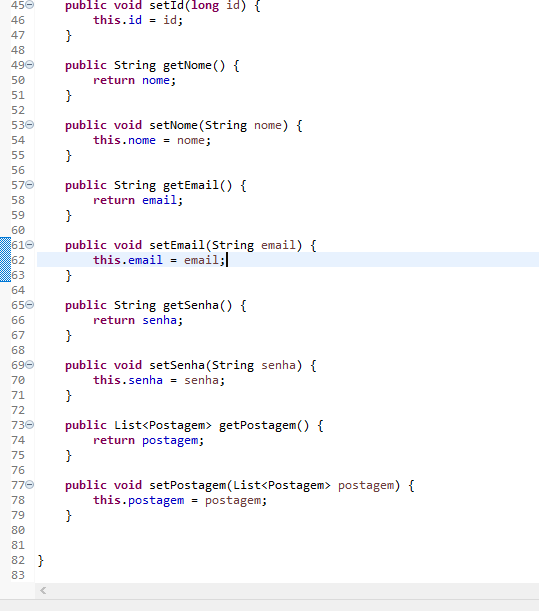 45 public void setId(long id) {
46 this.id = id;
47 }
48
49 public String getNome() {
50 return nome;
51 }
52
53 public void setNome(String nome) {
54 this.nome = nome;
55 }
56
57 public String getEmail() {
58 return email;
59 }
60
61 public void setEmail(String email) {
62 this.email = email;
63 }
64
65 public String getSenha() {
66 return senha;
67 }
68
69 public void setSenha(String senha) {
70 this.senha = senha;
71 }
72
73 public List<Postagem> getPostagem() {
74 return postagem;
75 }
76
77 public void setPostagem(List<Postagem> postagem) {
78 this.postagem = postagem;
79 }
80
81
82 }
83